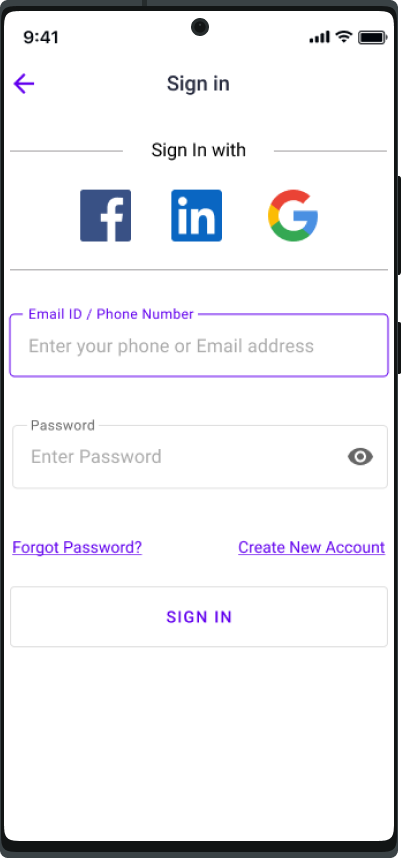 9:41
Sign in
Sign In with
f in G
Email ID / Phone Number
Enter your phone or Email address
Password
Enter Password
Forgot Password? Create New Account
SIGN IN